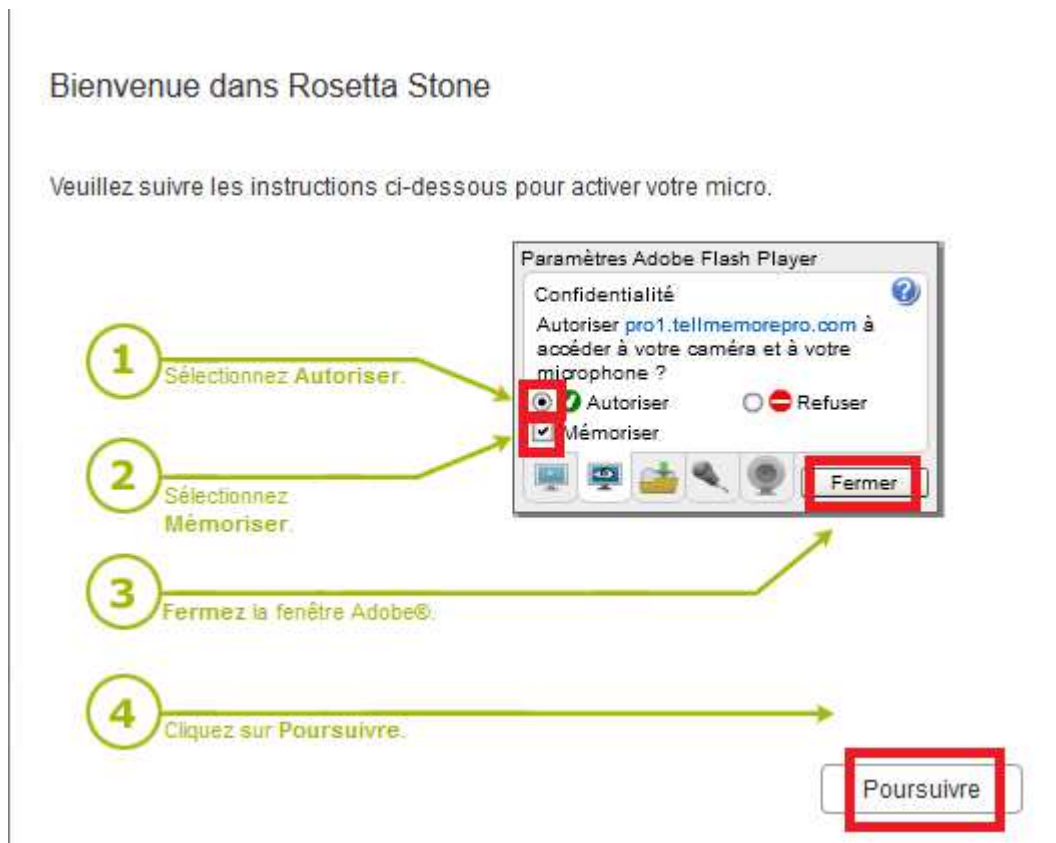 Bienvenue dans Rosetta Stone
Veuillez suivre les instructions ci-dessous pour activer votre micro.
Paramètres Adobe Flash Player
Confidentialité
?
Autoriser pro1.tellmemorepro.com à
accéder à votre caméra et à votre
microphone ?
Autoriser
Refuser
Mémoriser
Fermer
1
Sélectionnez Autoriser.
2
Sélectionnez
Mémoriser.
3
Fermez la fenêtre Adobe®.
4
Cliquez sur Poursuivre.
Poursuivre